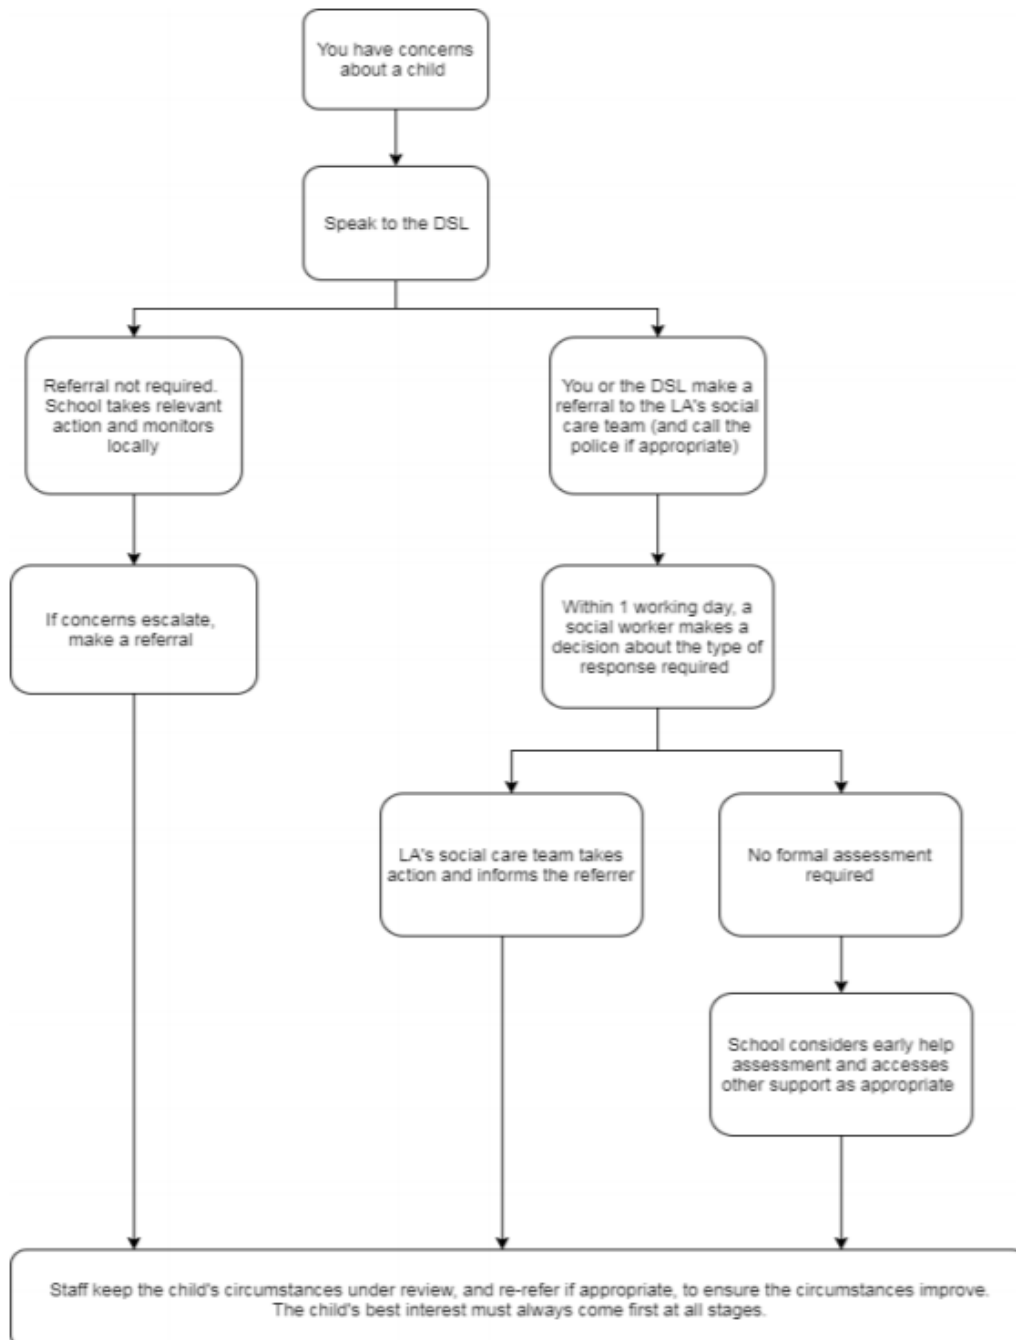 You have concerns
about a child
Speak to the DSL
Referral not required.
School takes relevant
action and monitors
locally
You or the DSL make a
referral to the LA's social
care team (and call the
police if appropriate)
If concerns escalate,
make a referral
Within 1 working day, a
social worker makes a
decision about the type of
response required
LA's social care team takes
action and informs the referrer
No formal assessment
required
School considers early help
assessment and accesses
other support as appropriate
Staff keep the child's circumstances under review, and re-refer if appropriate, to ensure the circumstances improve.
The child's best interest must always come first at all stages.